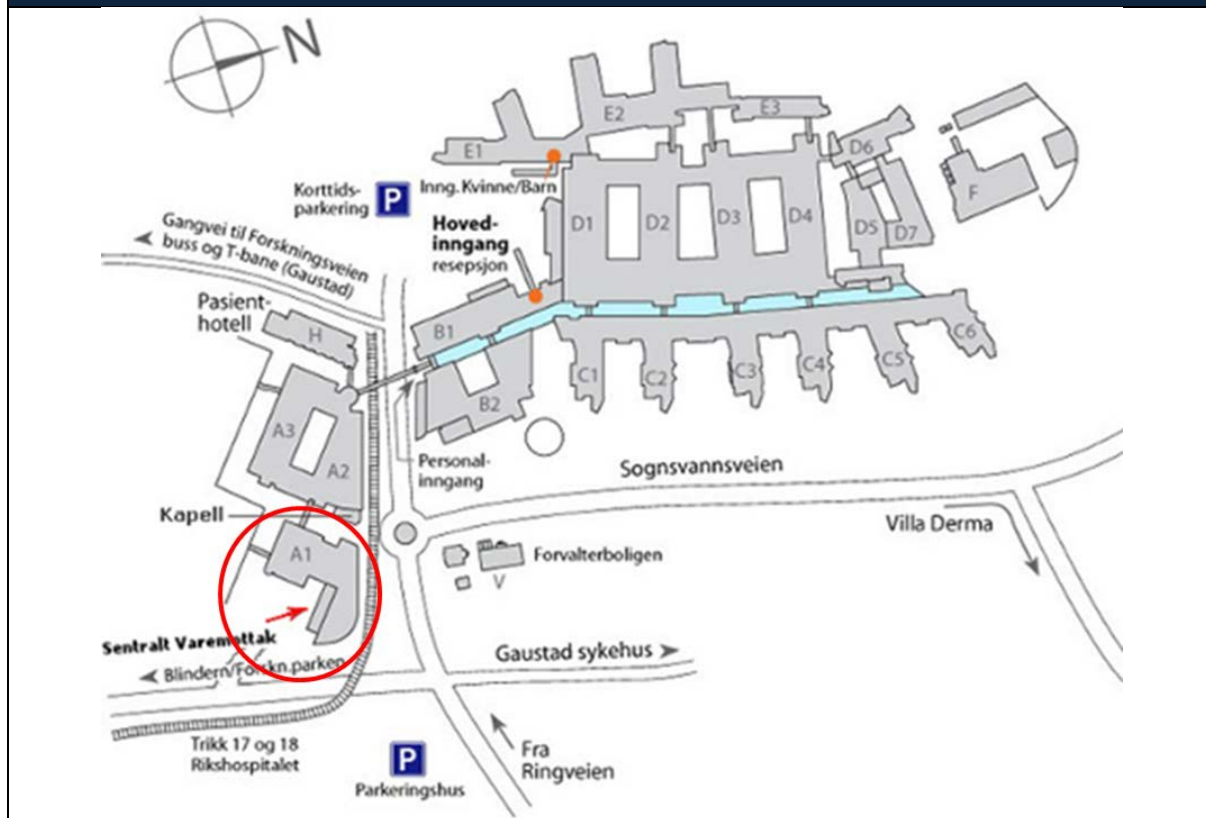 N
E2
E3
E1
D6
Inng. Kvinne/Barn
Korttids-
parkering
P
F
Hoved-
inngang
resepsjon
D1
D2
D3
D4
D5
D7
Gangvei til Forskningsveien
buss og T-bane (Gaustad)
Pasient-
hotell
H
B1
B2
C1
C2
C3
C4
C5
C6
A3
A2
Personal-
inngang
Sognsvannsveien
Kapell
Villa Derma
A1
Forvalterboligen
V
Sentralt Varemottak
Blindern/Forskn.parken
Gaustad sykehus
Trikk 17 og 18
Rikshospitalet
P
Parkeringshus
Fra
Ringveien